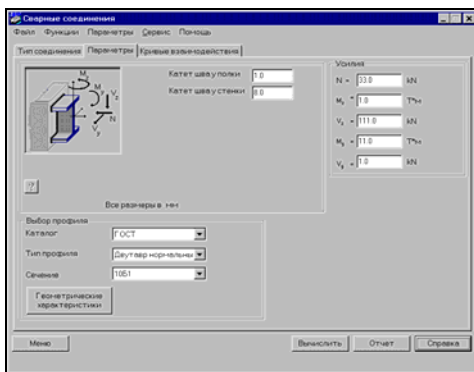 Сварные соединения
Файл Функции Параметры Сервис Помощь
Тип соединения Параметры Кривые взаимодействия
Mz
My
Vz
N
Vy
Катет шва у полки 1.0
Катет шва у стенки 8.0
?
Все размеры в мм
Усилия
N = 33.0 kN
= 1.0 T*м
= 111.0 kN
= 11.0 T*м
= 1.0 kN
Выбор профиля
Каталог ГОСТ
Тип профиля Двутавр нормальны
Сечение 10Б1
Геометрические
характеристики
Меню Вычислить Отчет Справка